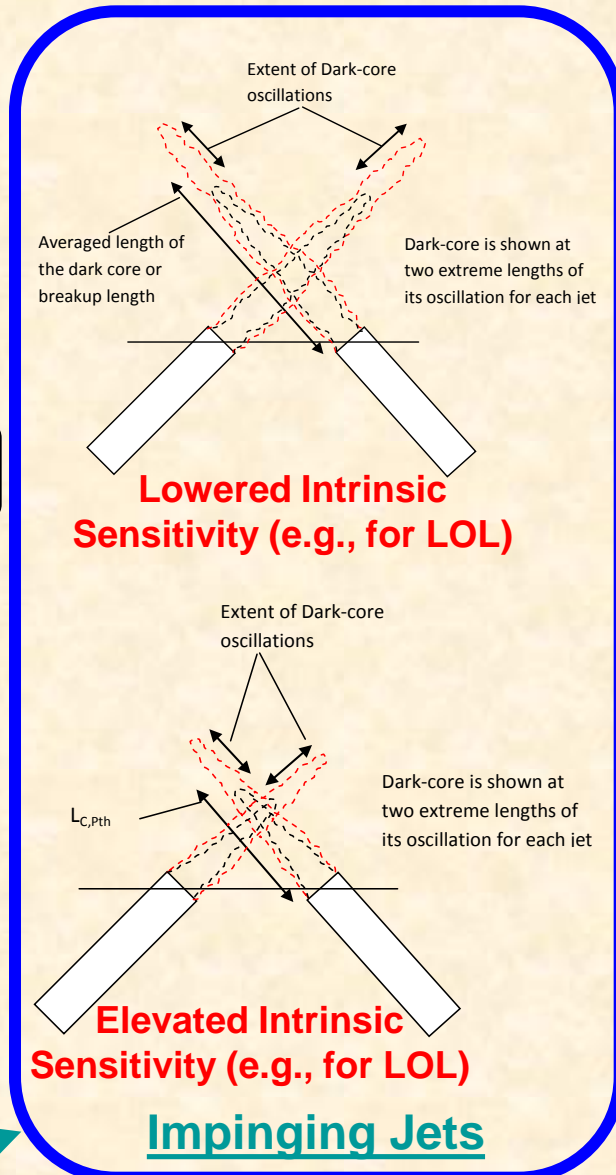 Extent of Dark-core
oscillations
Averaged length of
the dark core or
breakup length
Dark-core is shown at
two extreme lengths of
its oscillation for each jet
Lowered Intrinsic
Sensitivity (e.g., for LOL)
Extent of Dark-core
oscillations
L_C,Pth
Dark-core is shown at
two extreme lengths of
its oscillation for each jet
Elevated Intrinsic
Sensitivity (e.g., for LOL)
Impinging Jets